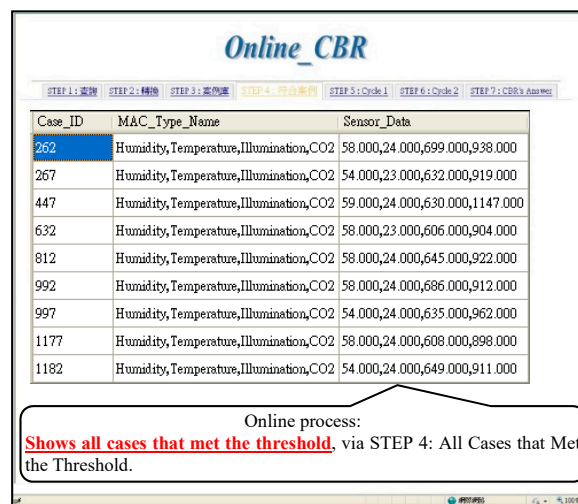 Online_CBR
STEP 1 : 查詢 STEP 2 : 轉換 STEP 3 : 案例庫 STEP 4 : 符合案例 STEP 5 : Cycle 1 STEP 6 : Cycle 2 STEP 7 : CBR's Answer
Case_ID MAC_Type_Name Sensor_Data
262 Humidity,Temperature,Illumination,CO2 58.000,24.000,699.000,938.000
267 Humidity,Temperature,Illumination,CO2 54.000,23.000,632.000,919.000
447 Humidity,Temperature,Illumination,CO2 59.000,24.000,630.000,1147.000
632 Humidity,Temperature,Illumination,CO2 58.000,23.000,606.000,904.000
812 Humidity,Temperature,Illumination,CO2 58.000,24.000,645.000,922.000
992 Humidity,Temperature,Illumination,CO2 58.000,24.000,686.000,912.000
997 Humidity,Temperature,Illumination,CO2 54.000,24.000,635.000,962.000
1177 Humidity,Temperature,Illumination,CO2 58.000,24.000,608.000,898.000
1182 Humidity,Temperature,Illumination,CO2 54.000,24.000,649.000,911.000
Online process:
Shows all cases that met the threshold, via STEP 4: All Cases that Met
the Threshold.